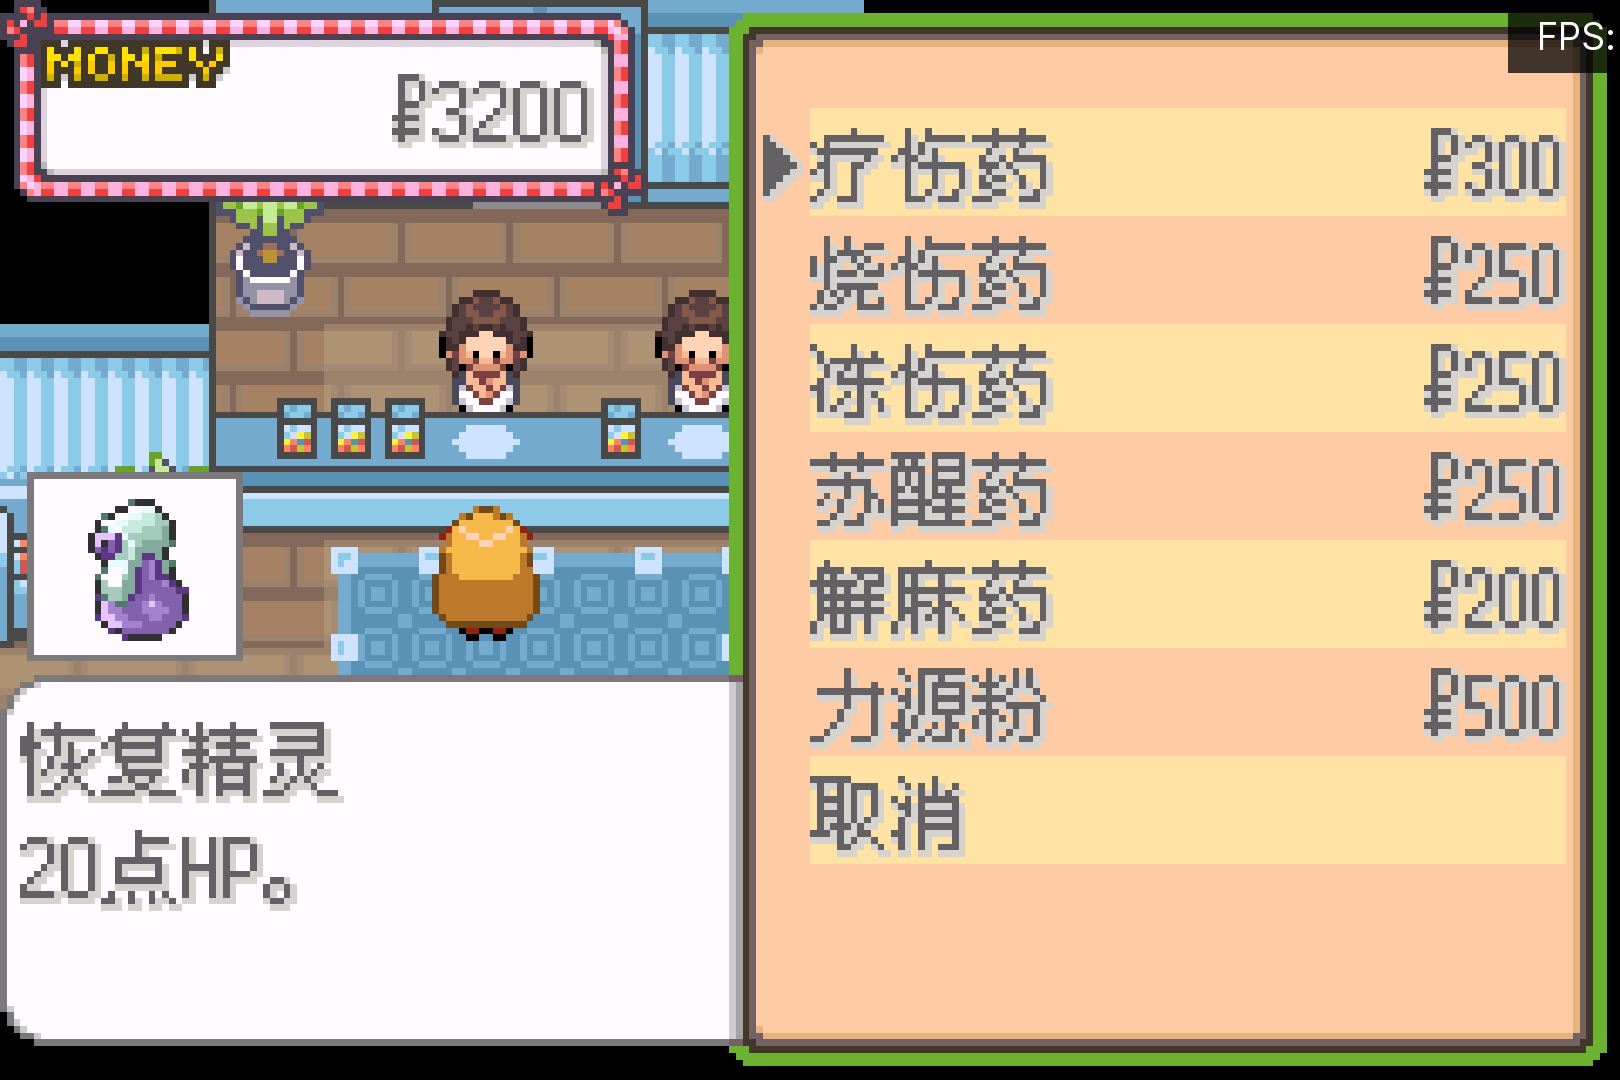 MONEY
₽3200
FPS:
疗伤药 ₽300
烧伤药 ₽250
冻伤药 ₽250
苏醒药 ₽250
解麻药 ₽200
力源粉 ₽500
取消
恢复精灵
20点HP。